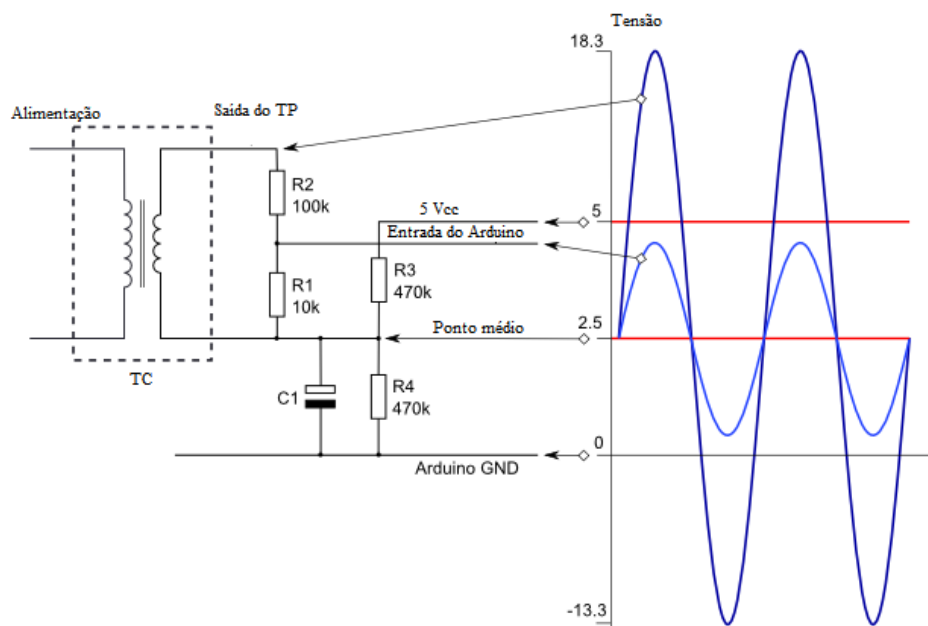 Tensão
18.3
Alimentação
Saída do TP
R2
100k
5 Vcc
5
Entrada do Arduino
R1
10k
R3
470k
Ponto médio
2.5
TC
C1
R4
470k
0
Arduino GND
-13.3